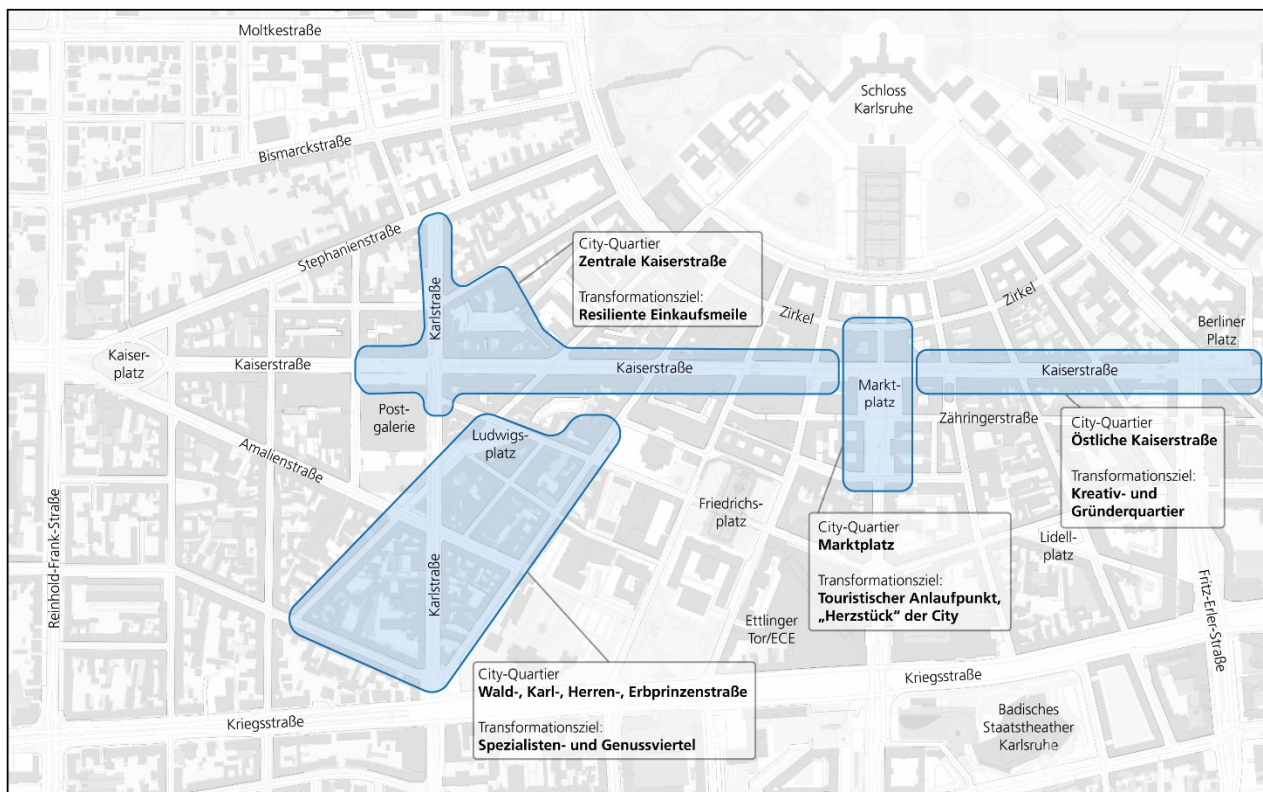 Moltkestraße
Schloss
Karlsruhe
Bismarckstraße
Stephanienstraße
City-Quartier
Zentrale Kaiserstraße
Transformationsziel:
Resiliente Einkaufsmeile
Karlstraße
Zirkel
Zirkel
Berliner
Platz
Kaiser-
platz
Kaiserstraße
Kaiserstraße
Kaiserstraße
Markt-
platz
Post-
galerie
Zähringerstraße
Ludwigs-
platz
City-Quartier
Östliche Kaiserstraße
Transformationsziel:
Kreativ- und
Gründerquartier
Amalienstraße
Reinhold-Frank-Straße
Friedrichs-
platz
City-Quartier
Marktplatz
Transformationsziel:
Touristischer Anlaufpunkt,
„Herzstück“ der City
Lidell-
platz
Karlstraße
Ettlinger
Tor/ECE
Fritz-Erler-Straße
City-Quartier
Wald-, Karl-, Herren-, Erbprinzenstraße
Transformationsziel:
Spezialisten- und Genussviertel
Kriegsstraße
Kriegsstraße
Badisches
Staatstheather
Karlsruhe